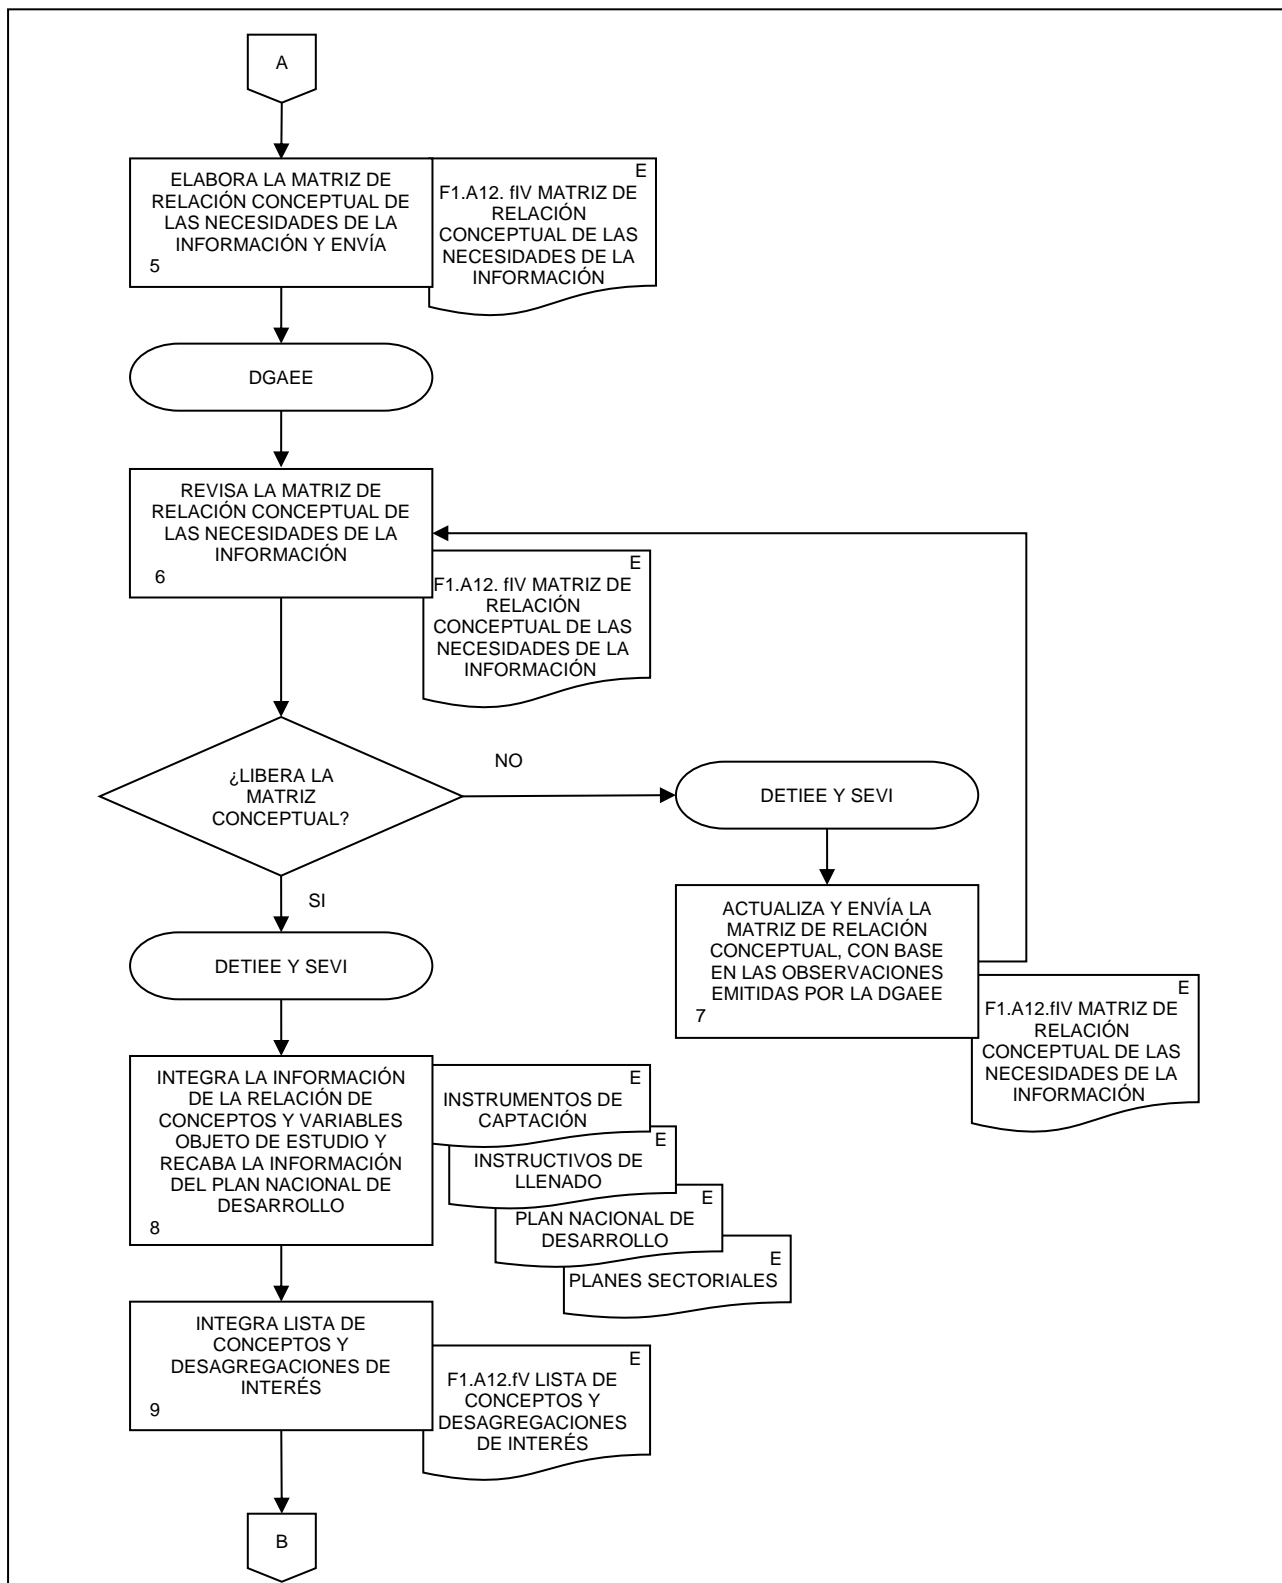 A
ELABORA LA MATRIZ DE
RELACIÓN CONCEPTUAL DE
LAS NECESIDADES DE LA
INFORMACIÓN Y ENVÍA
5
E
F1.A12. fIV MATRIZ DE
RELACIÓN
CONCEPTUAL DE LAS
NECESIDADES DE LA
INFORMACIÓN
DGAEE
REVISA LA MATRIZ DE
RELACIÓN CONCEPTUAL DE
LAS NECESIDADES DE LA
INFORMACIÓN
6
E
F1.A12. fIV MATRIZ DE
RELACIÓN
CONCEPTUAL DE LAS
NECESIDADES DE LA
INFORMACIÓN
¿LIBERA LA
MATRIZ
CONCEPTUAL?
NO
DETIEE Y SEVI
ACTUALIZA Y ENVÍA LA
MATRIZ DE RELACIÓN
CONCEPTUAL, CON BASE
EN LAS OBSERVACIONES
EMITIDAS POR LA DGAEE
7
E
F1.A12.fIV MATRIZ DE
RELACIÓN
CONCEPTUAL DE LAS
NECESIDADES DE LA
INFORMACIÓN
SI
DETIEE Y SEVI
INTEGRA LA INFORMACIÓN
DE LA RELACIÓN DE
CONCEPTOS Y VARIABLES
OBJETO DE ESTUDIO Y
RECABA LA INFORMACIÓN
DEL PLAN NACIONAL DE
DESARROLLO
8
E
INSTRUMENTOS DE
CAPTACIÓN
E
INSTRUCTIVOS DE
LLENADO
E
PLAN NACIONAL DE
DESARROLLO
E
PLANES SECTORIALES
INTEGRA LISTA DE
CONCEPTOS Y
DESAGREGACIONES DE
INTERÉS
9
E
F1.A12.fV LISTA DE
CONCEPTOS Y
DESAGREGACIONES
DE INTERÉS
B